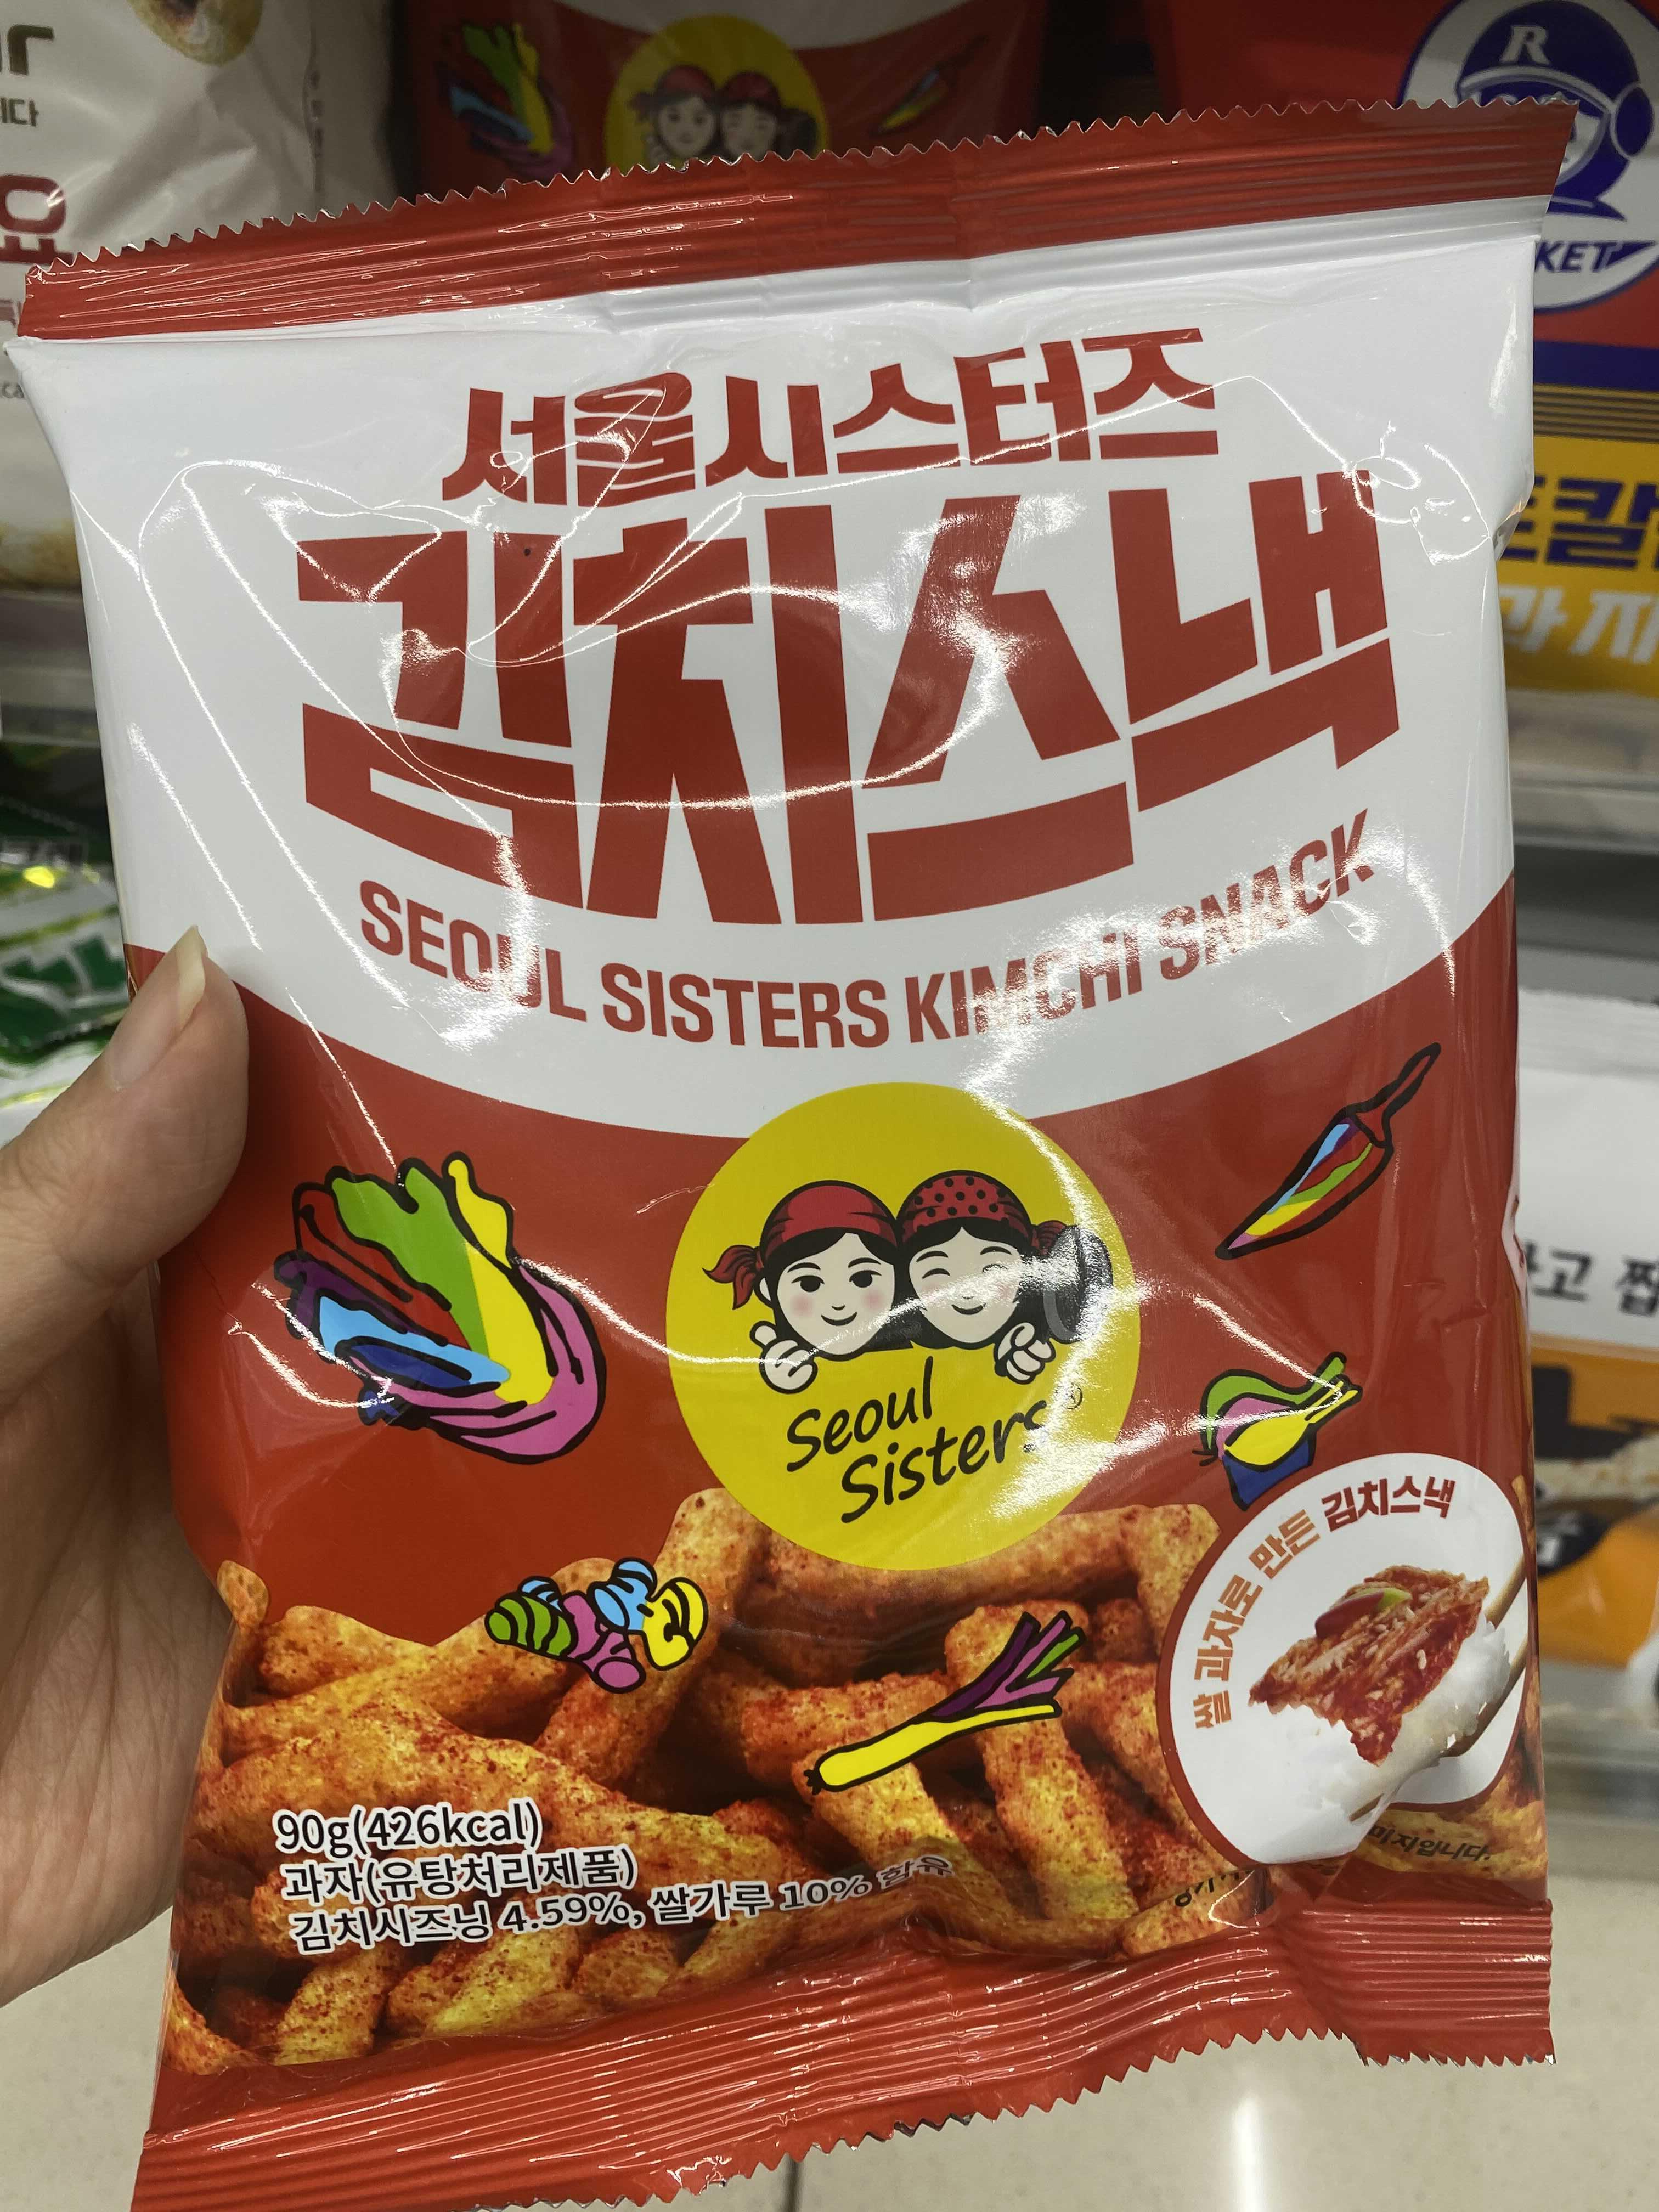 서울시스터즈
김치스낵
SEOUL SISTERS KIMCHI SNACK
Seoul
Sisters®
쌀 과자로 만든 김치스낵
90g(426kcal)
과자(유탕처리제품)
김치시즈닝 4.59%, 쌀가루 10% 함유
R